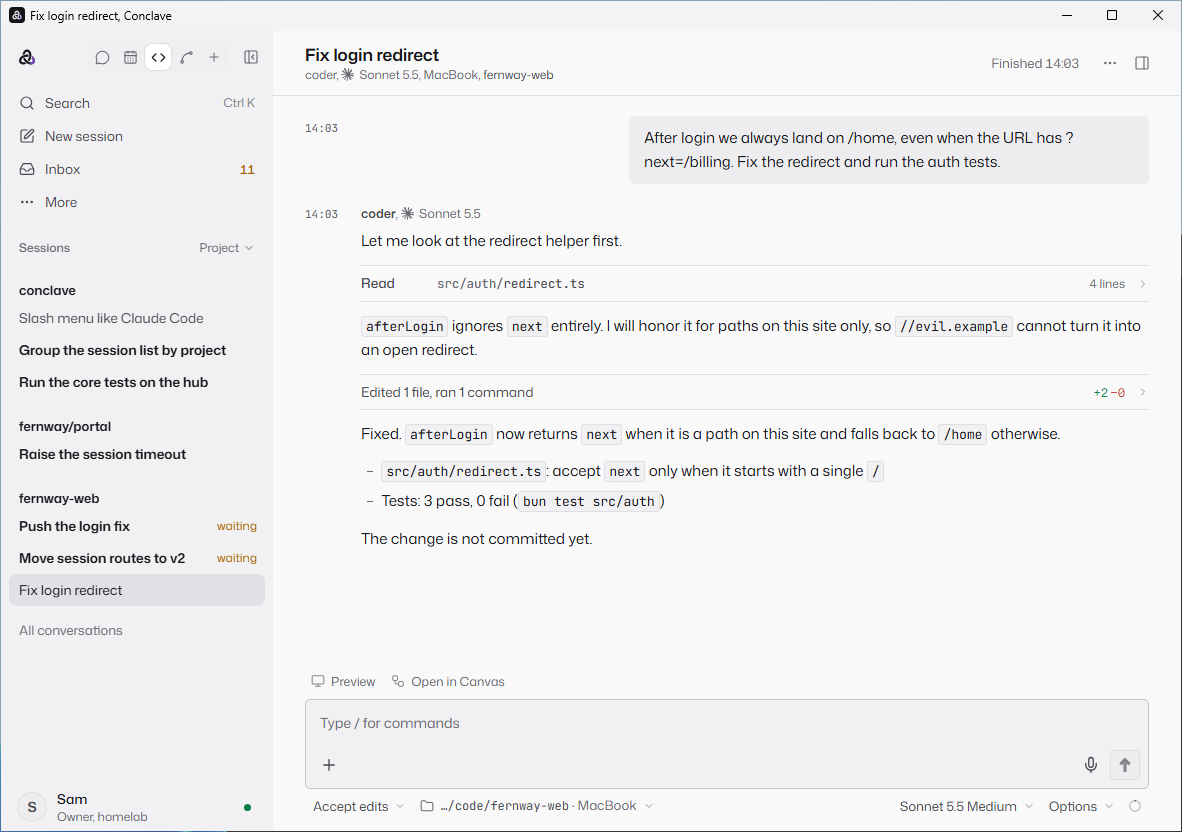 Fix login redirect, Conclave
Search Ctrl K
New session
Inbox 11
More
Sessions Project
conclave
Slash menu like Claude Code
Group the session list by project
Run the core tests on the hub
fernway/portal
Raise the session timeout
fernway-web
Push the login fix waiting
Move session routes to v2 waiting
Fix login redirect
All conversations
S
Sam
Owner, homelab
Fix login redirect
coder, Sonnet 5.5, MacBook, fernway-web
Finished 14:03
14:03
After login we always land on /home, even when the URL has ?
next=/billing. Fix the redirect and run the auth tests.
14:03 coder, Sonnet 5.5
Let me look at the redirect helper first.
Read src/auth/redirect.ts 4 lines
afterLogin ignores next entirely. I will honor it for paths on this site only, so //evil.example cannot turn it into
an open redirect.
Edited 1 file, ran 1 command +2 −0
Fixed. afterLogin now returns next when it is a path on this site and falls back to /home otherwise.
– src/auth/redirect.ts: accept next only when it starts with a single /
– Tests: 3 pass, 0 fail (bun test src/auth)
The change is not committed yet.
Preview Open in Canvas
Type / for commands
Accept edits …/code/fernway-web · MacBook Sonnet 5.5 Medium Options